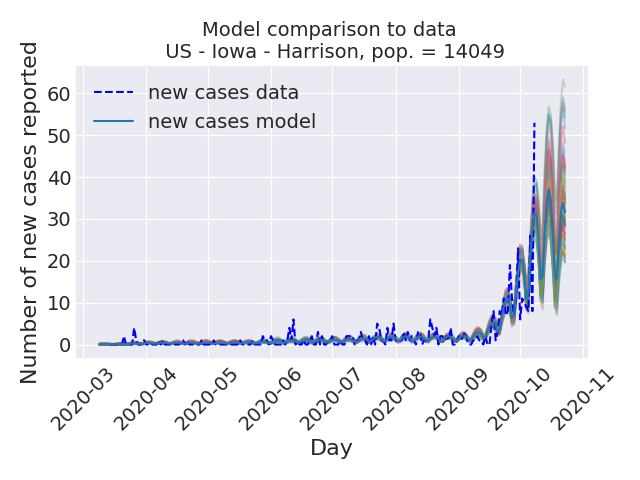 Model comparison to data
US - Iowa - Harrison, pop. = 14049
Number of new cases reported
60
50
40
30
20
10
0
new cases data
new cases model
2020-03
2020-04
2020-05
2020-06
2020-07
2020-08
2020-09
2020-10
2020-11
Day